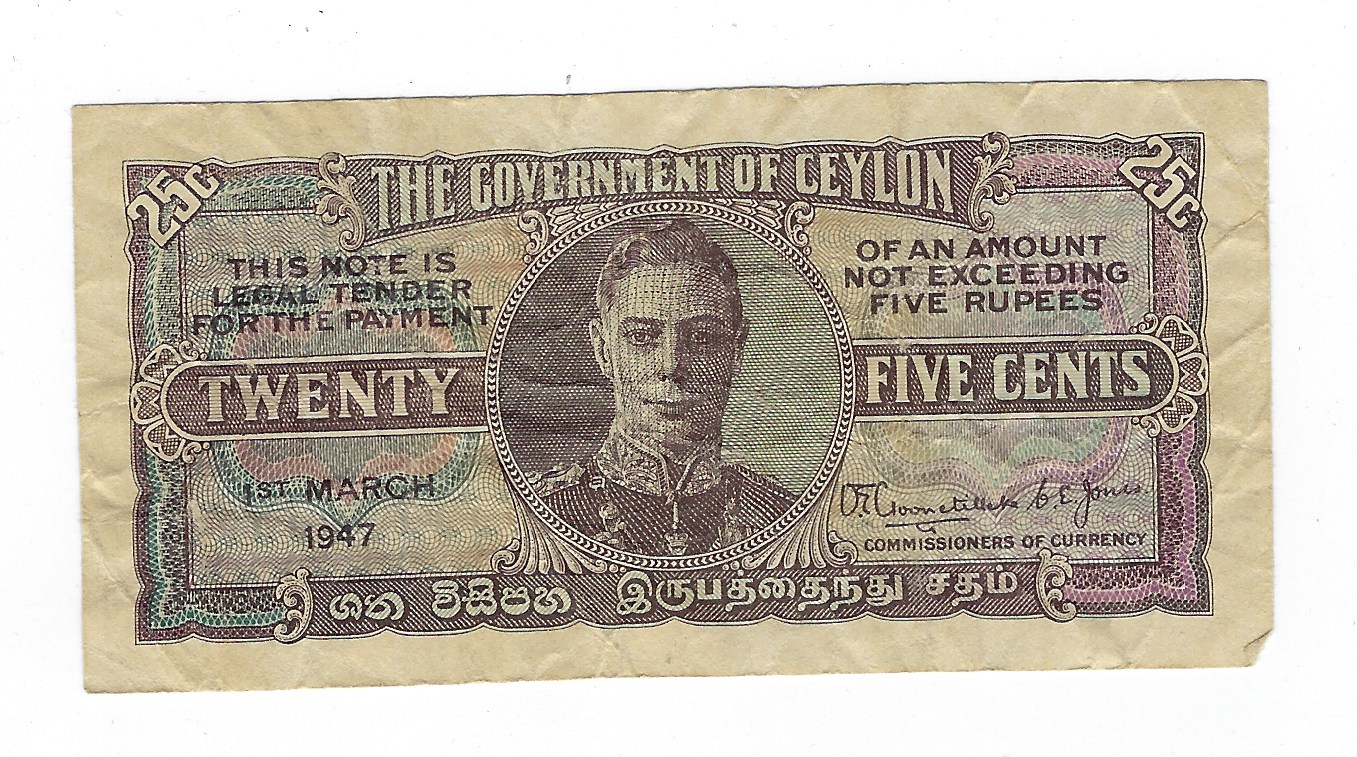 25C
THE GOVERNMENT OF CEYLON
25C
THIS NOTE IS
LEGAL TENDER
FOR THE PAYMENT
OF AN AMOUNT
NOT EXCEEDING
FIVE RUPEES
TWENTY
FIVE CENTS
1ST MARCH
1947
C.E. Jones
COMMISSIONERS OF CURRENCY
ශත විසිපහ இருபத்தைந்து சதம்